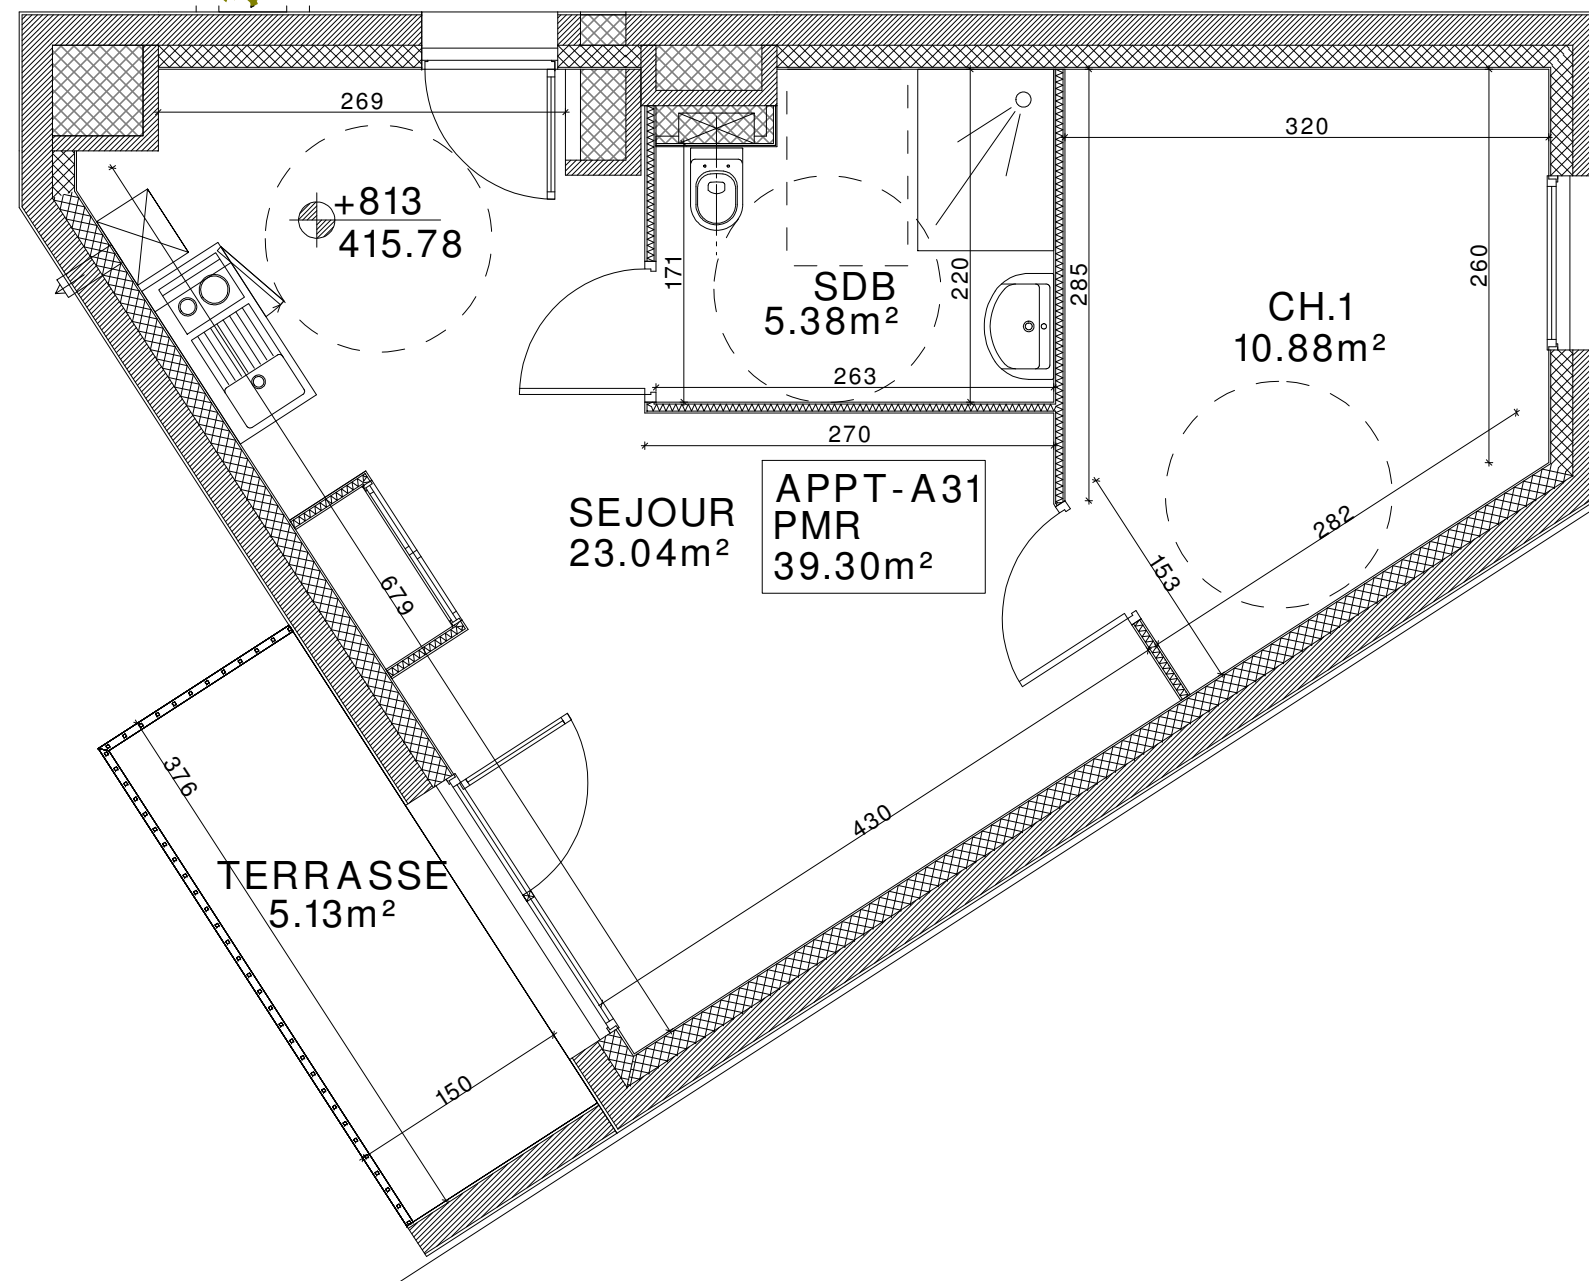 269
320
+813
415.78
171
220
285
260
SDB
5.38m²
CH.1
10.88m²
263
270
APPT-A31
PMR
39.30m²
SEJOUR
23.04m²
282
153
679
376
430
TERRASSE
5.13m²
150